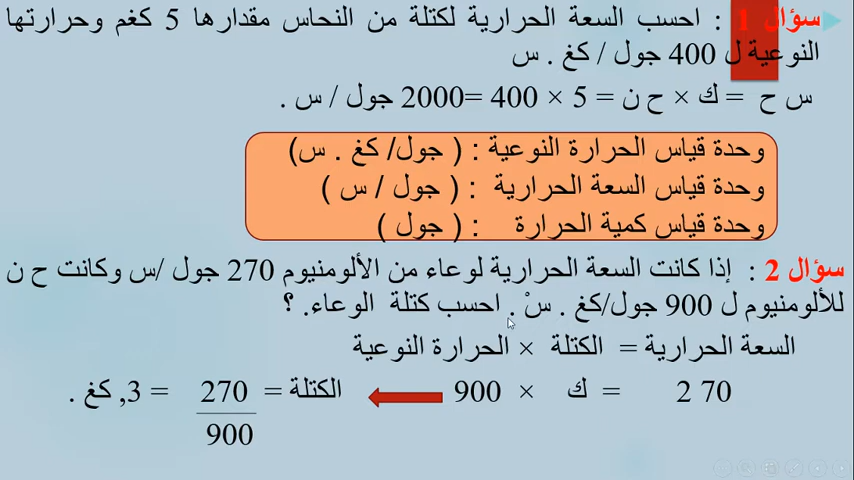 سؤال 1 : احسب السعة الحرارية لكتلة من النحاس مقدارها 5 كغم وحرارتها
النوعية ل 400 جول / كغ . س
س ح = ك × ح ن = 5 × 400 =2000 جول / س .
وحدة قياس الحرارة النوعية : ( جول/ كغ . س)
وحدة قياس السعة الحرارية : ( جول / س )
وحدة قياس كمية الحرارة : ( جول )
سؤال 2 : إذا كانت السعة الحرارية لوعاء من الألومنيوم 270 جول /س وكانت ح ن
للألومنيوم ل 900 جول/كغ . سْ . احسب كتلة الوعاء. ؟
السعة الحرارية = الكتلة × الحرارة النوعية
2 70 = ك × 900 الكتلة = 270 = 3, كغ .
900